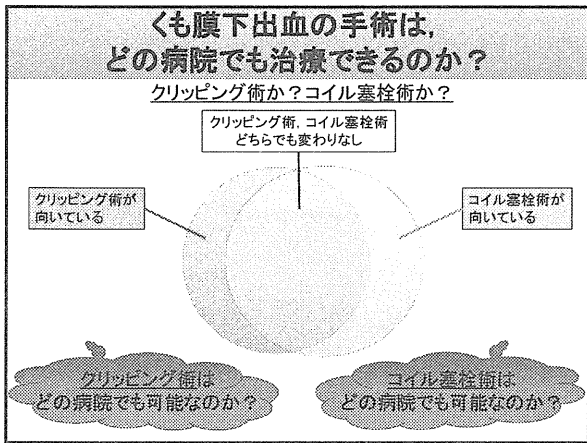 くも膜下出血の手術は,
どの病院でも治療できるのか?
クリッピング術か?コイル塞栓術か?
クリッピング術, コイル塞栓術
どちらでも変わりなし
クリッピング術が
向いている
コイル塞栓術が
向いている
クリッピング術は
どの病院でも可能なのか?
コイル塞栓術は
どの病院でも可能なのか?